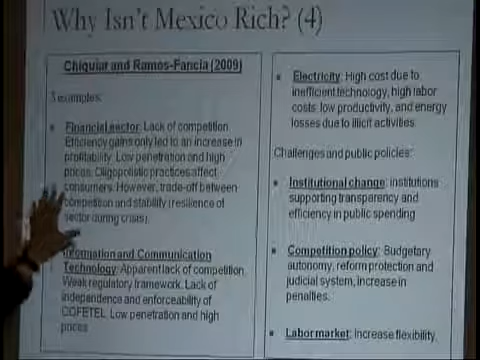 Why Isn't Mexico Rich? (4)
Chiquiar and Ramos-Fancia (2009)
3 examples:
Financial sector: Lack of competition.
Efficiency gains only led to an increase in
profitability. Low penetration and high
prices. Oligopolistic practices affect
consumers. However, trade-off between
competition and stability (resilience of
sector during crisis).
Information and Communication
Technology: Apparent lack of competition.
Weak regulatory framework. Lack of
independence and enforceability of
COFETEL. Low penetration and high
prices.
Electricity: High cost due to
inefficient technology, high labor
costs, low productivity, and energy
losses due to illicit activities.
Challenges and public policies:
Institutional change: institutions
supporting transparency and
efficiency in public spending
Competition policy: Budgetary
autonomy, reform protection and
judicial system, increase in
penalties.
Labor market: Increase flexibility,